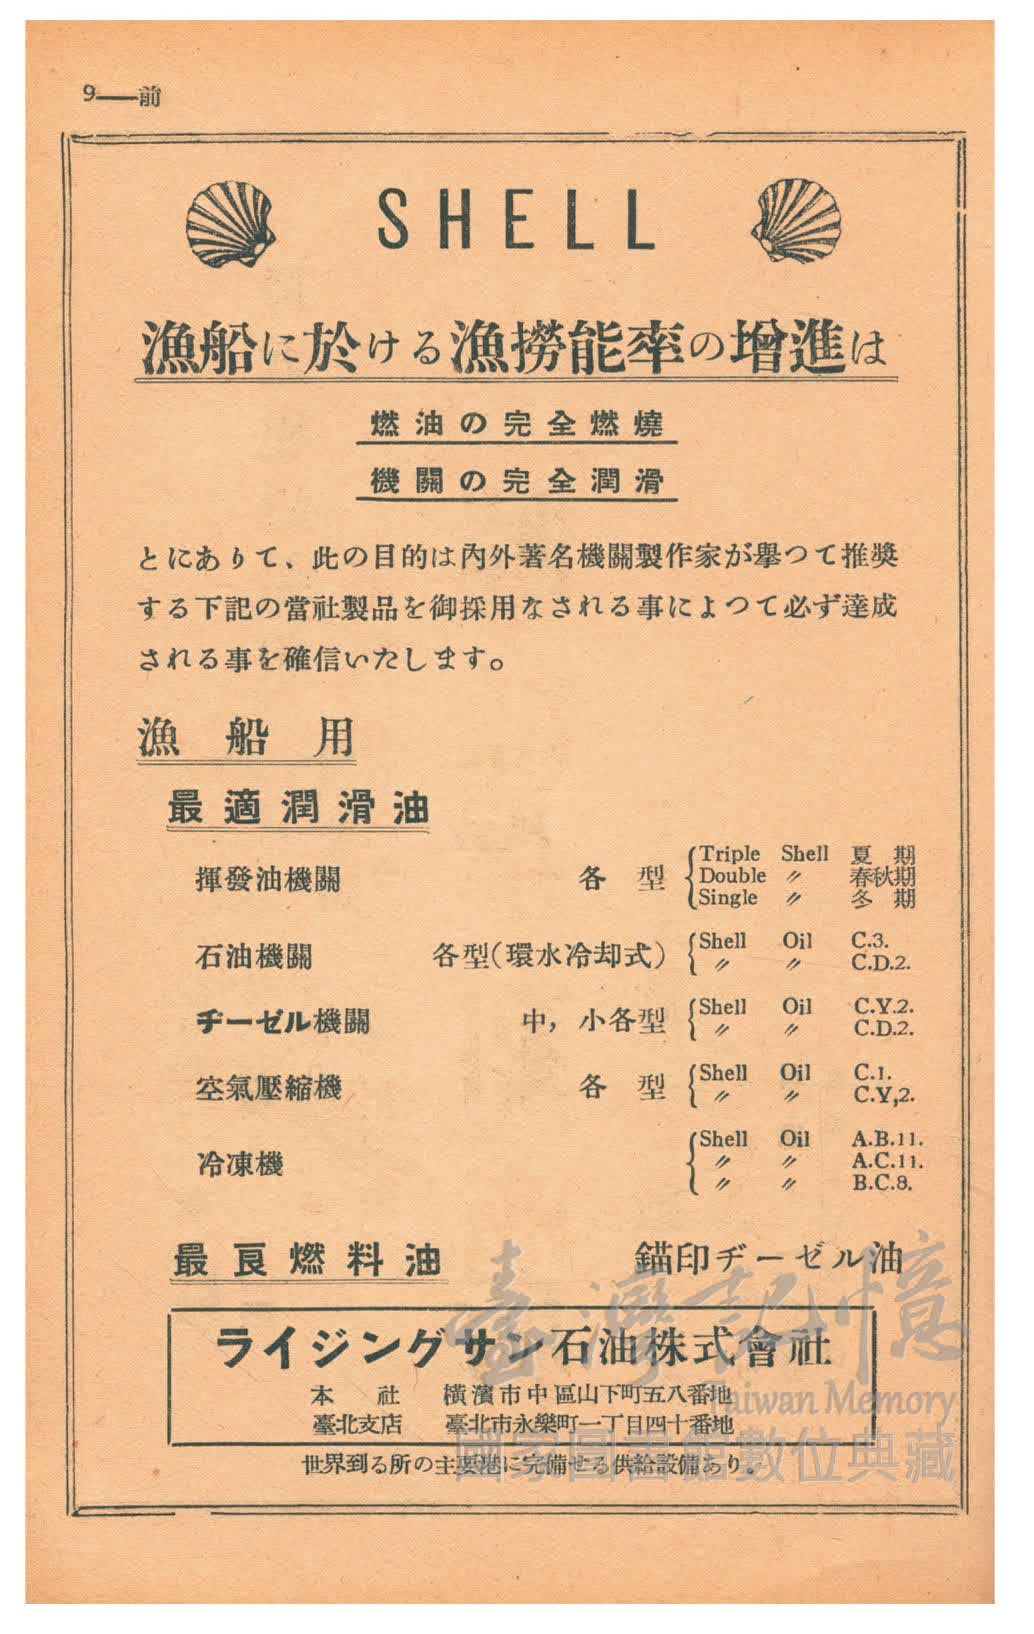 9——前
SHELL
漁船に於ける漁撈能率の增進は
燃油の完全燃燒
機關の完全潤滑
とにありて、此の目的は內外著名機關製作家が擧つて推奬
する下記の當社製品を御採用なされる事によつて必ず達成
される事を確信いたします。
漁船用
最適潤滑油
揮發油機關 各型 Triple Shell 夏期
Double 〃 春秋期
Single 〃 冬期
石油機關 各型(環水冷却式) Shell Oil C.3.
〃 〃 C.D.2.
ヂーゼル機關 中,小各型 Shell Oil C.Y.2.
〃 〃 C.D.2.
空氣壓縮機 各型 Shell Oil C.1.
〃 〃 C.Y,2.
冷凍機 Shell Oil A.B.11.
〃 〃 A.C.11.
〃 〃 B.C.8.
最良燃料油 錨印ヂーゼル油
ライジングサン石油株式會社
本社 橫濱市中區山下町五八番地
臺北支店 臺北市永樂町一丁目四十番地
世界到る所の主要港に完備せる供給設備あり。
臺灣記憶
Taiwan Memory
國家圖書館數位典藏